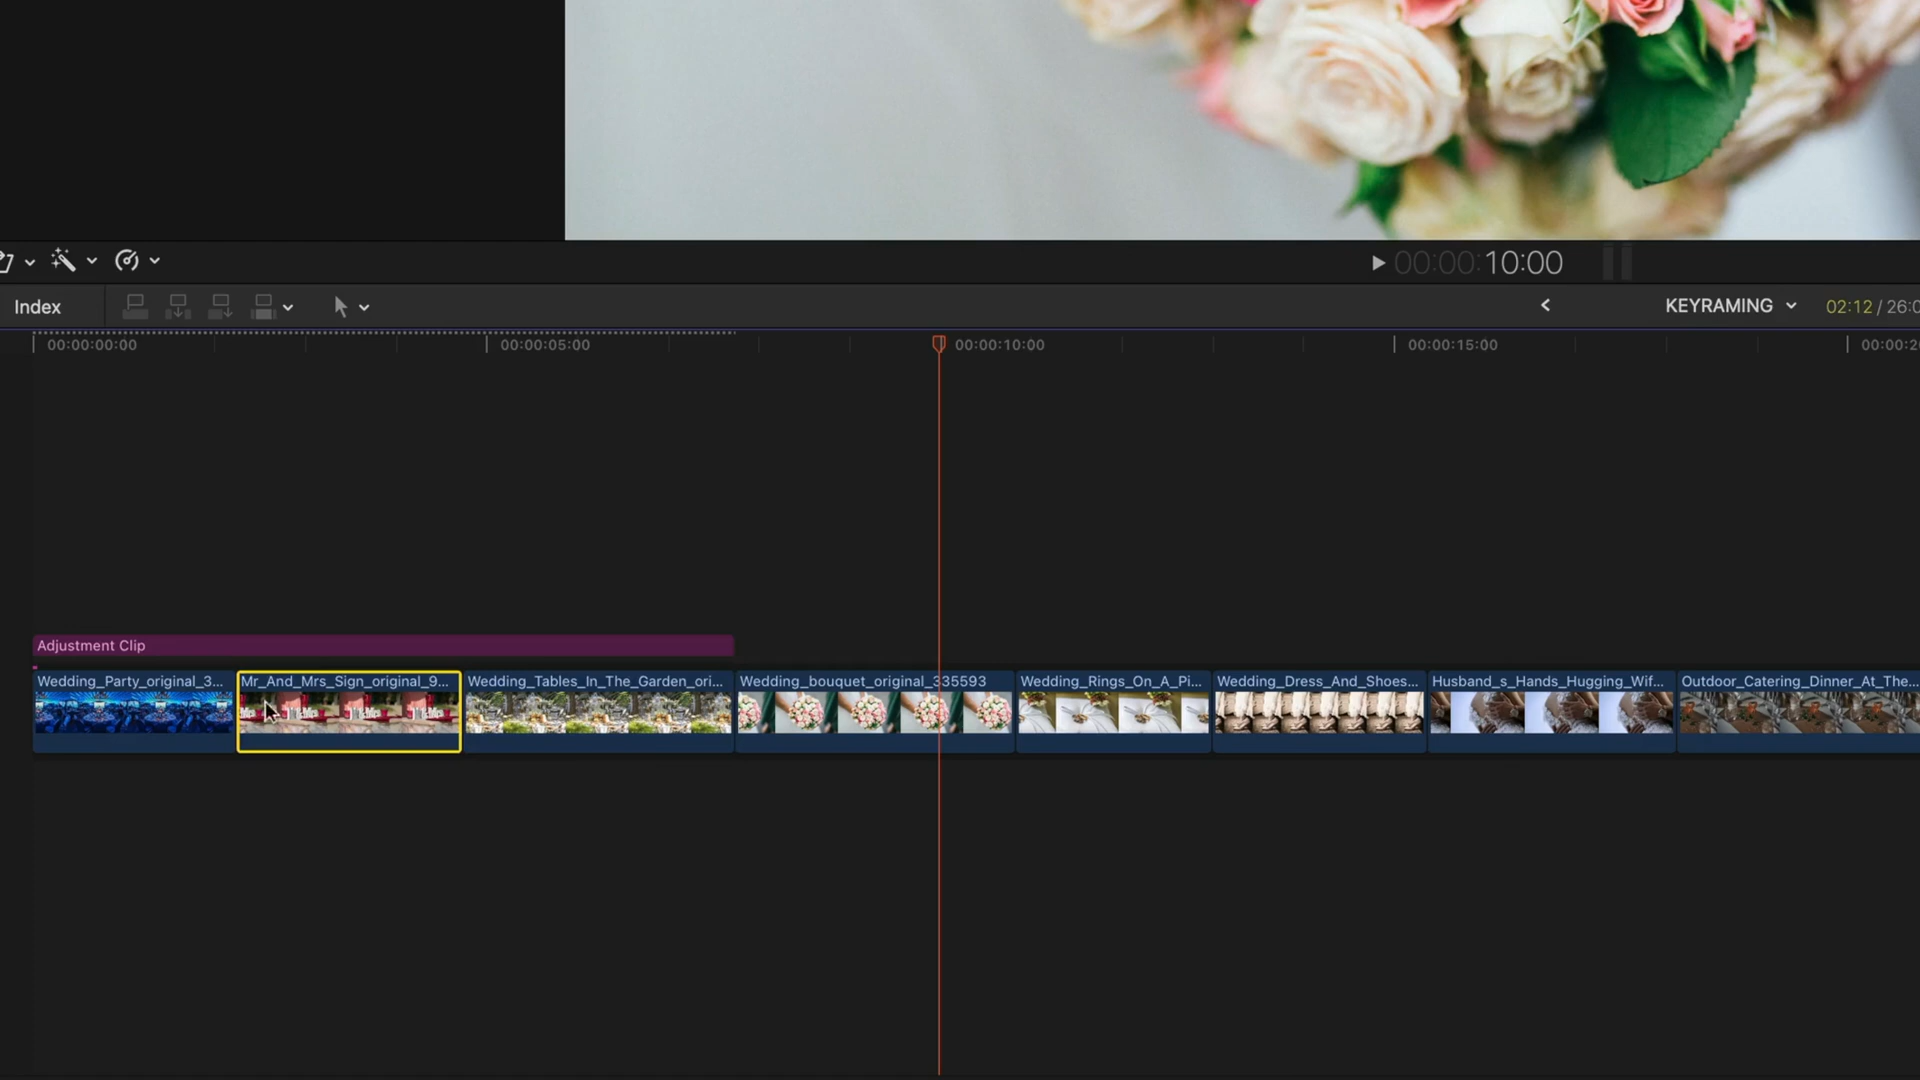 00:00:10:00
Index
KEYRAMING
02:12 / 26:0
00:00:00:00
00:00:05:00
00:00:10:00
00:00:15:00
00:00:20
Adjustment Clip
Wedding_Party_original_3...
Mr_And_Mrs_Sign_original_9...
Wedding_Tables_In_The_Garden_ori...
Wedding_bouquet_original_335593
Wedding_Rings_On_A_Pi...
Wedding_Dress_And_Shoes...
Husband_s_Hands_Hugging_Wif...
Outdoor_Catering_Dinner_At_The...